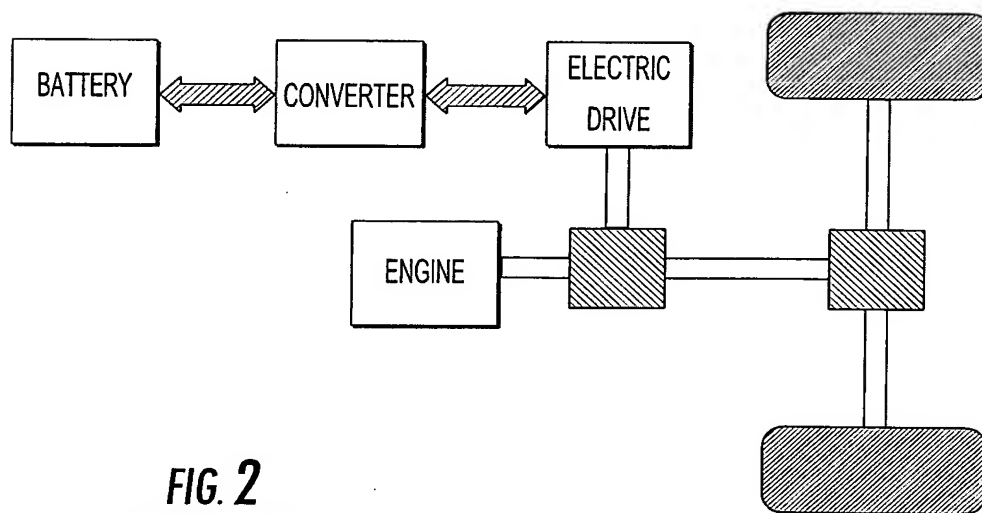 BATTERY
CONVERTER
ELECTRIC
DRIVE
ENGINE
FIG. 2